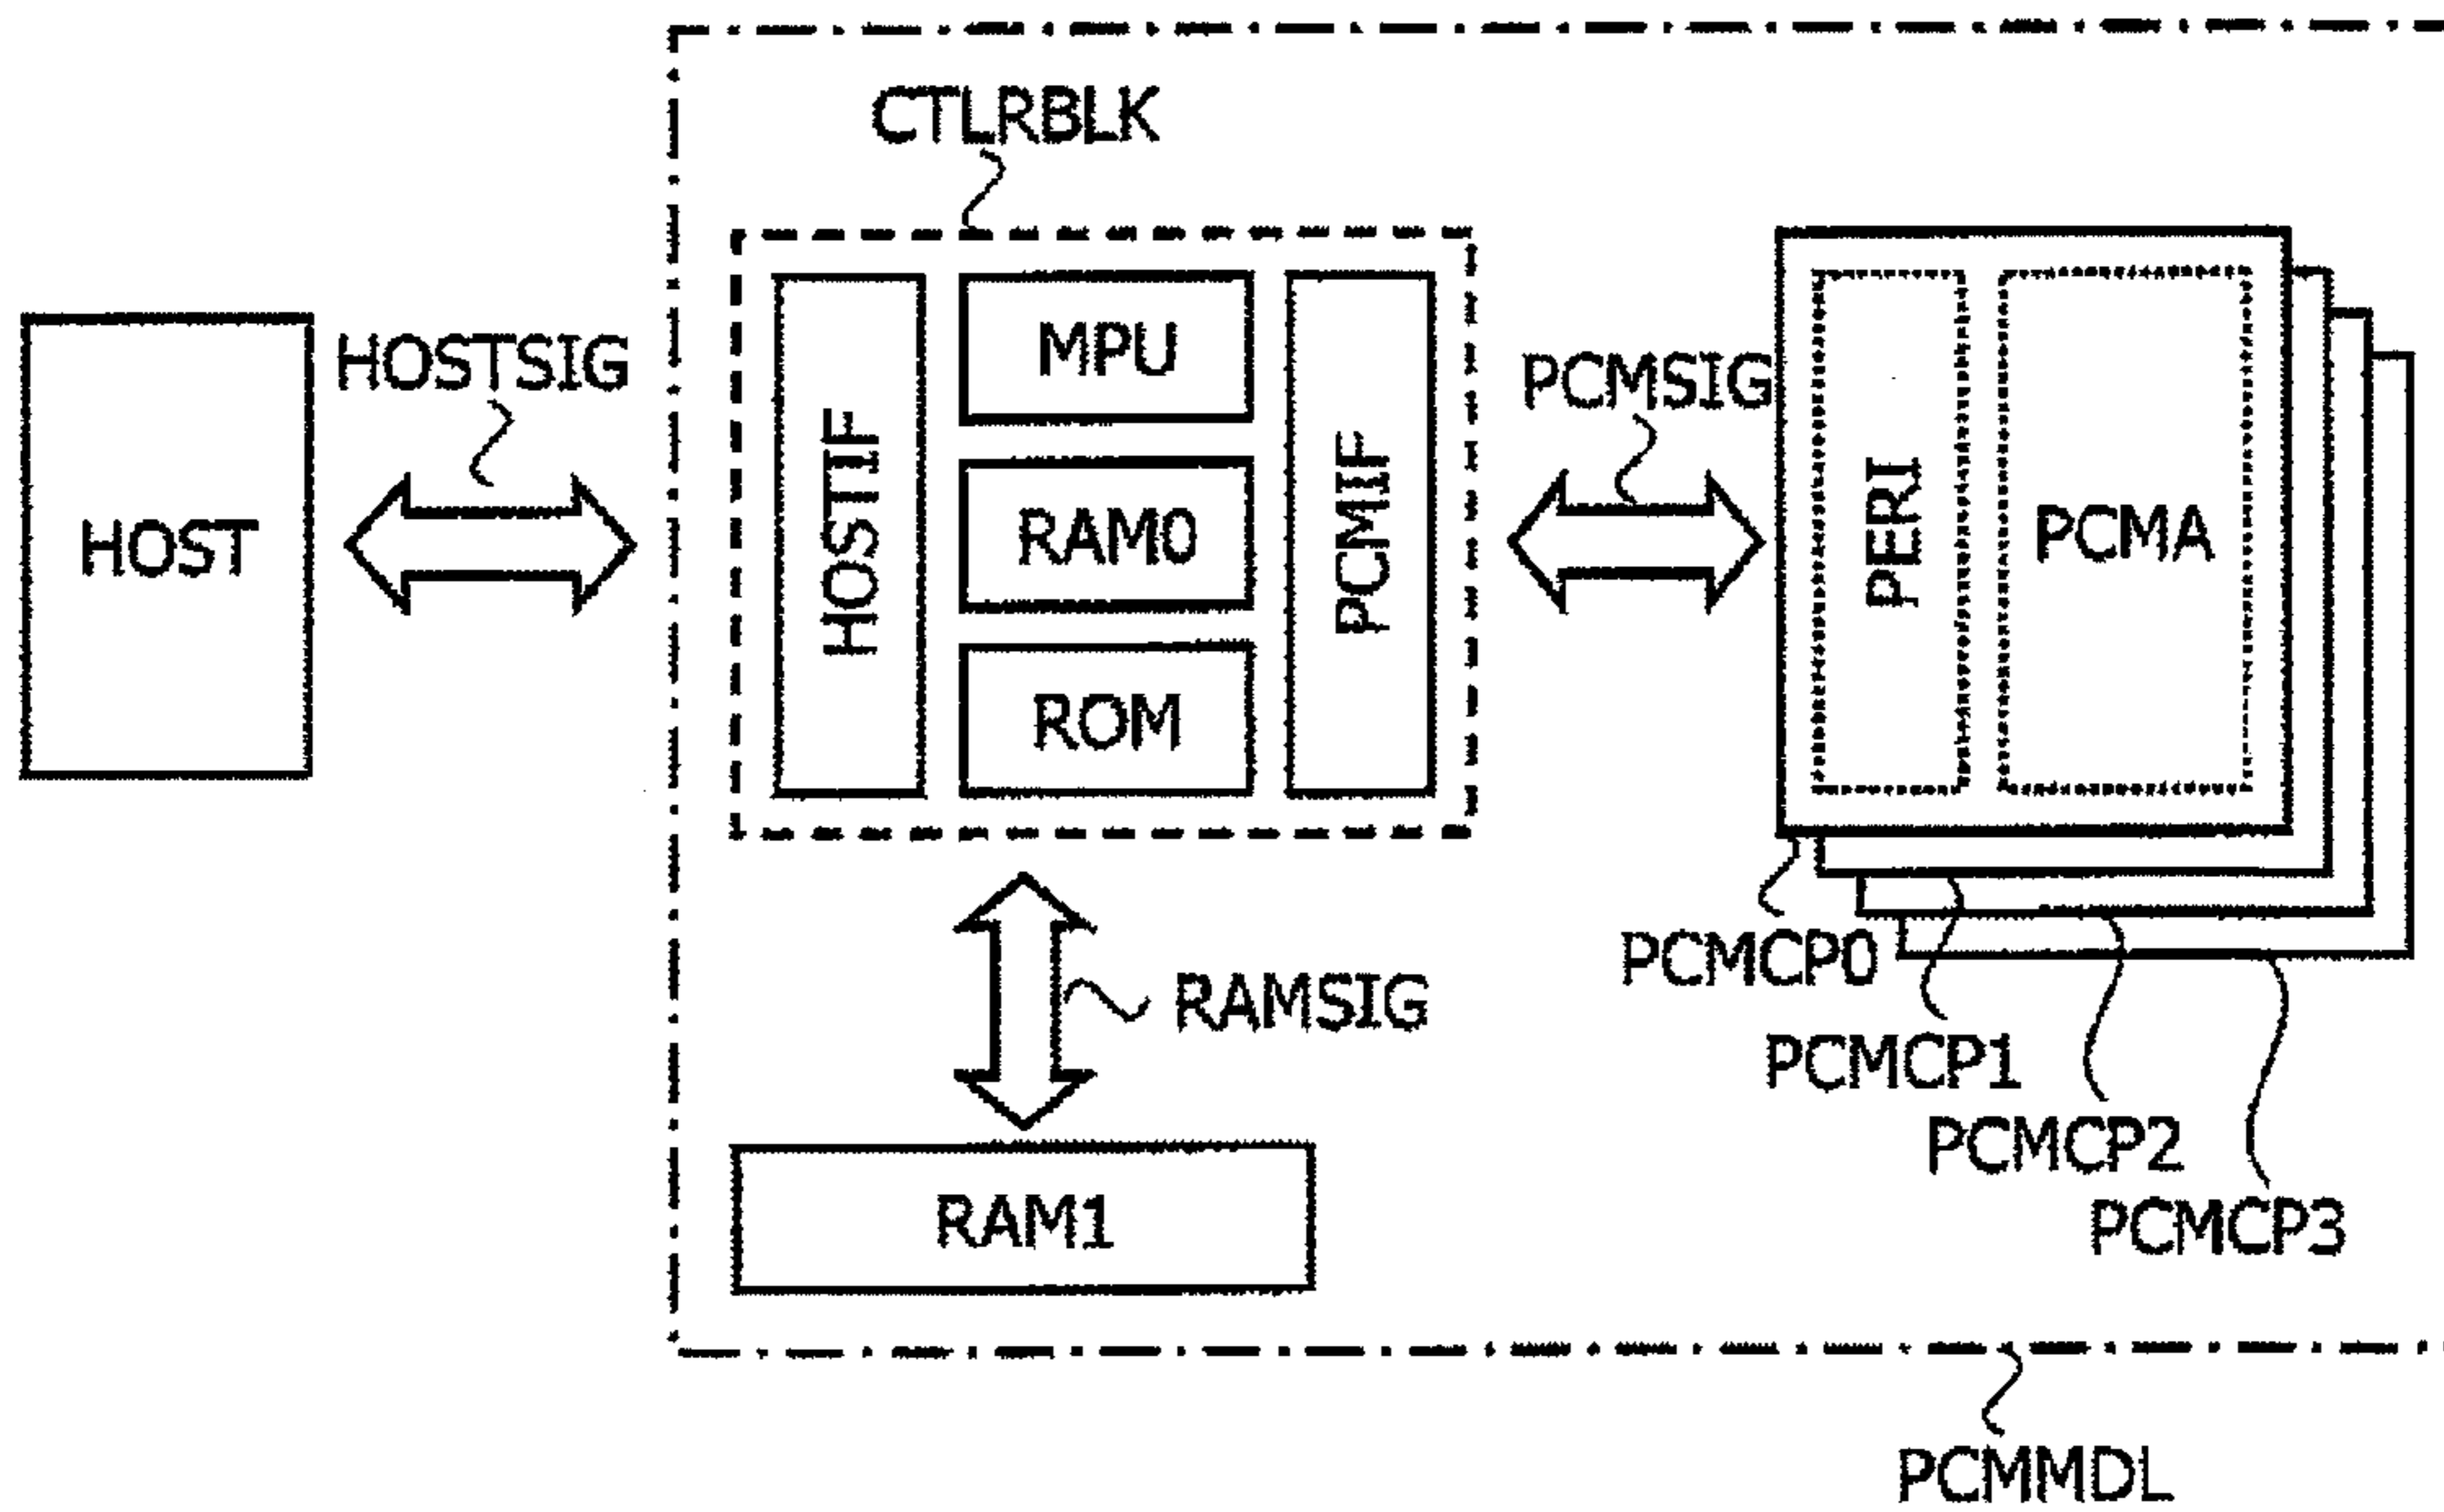 CTLRBLK
HOST
HOSTSIG
HOSTIF
MPU
RAM0
ROM
PCMIF
PCMSIG
PERI
PCMA
PCMCP0
PCMCP1
PCMCP2
PCMCP3
RAMSIG
RAM1
PCMMDL